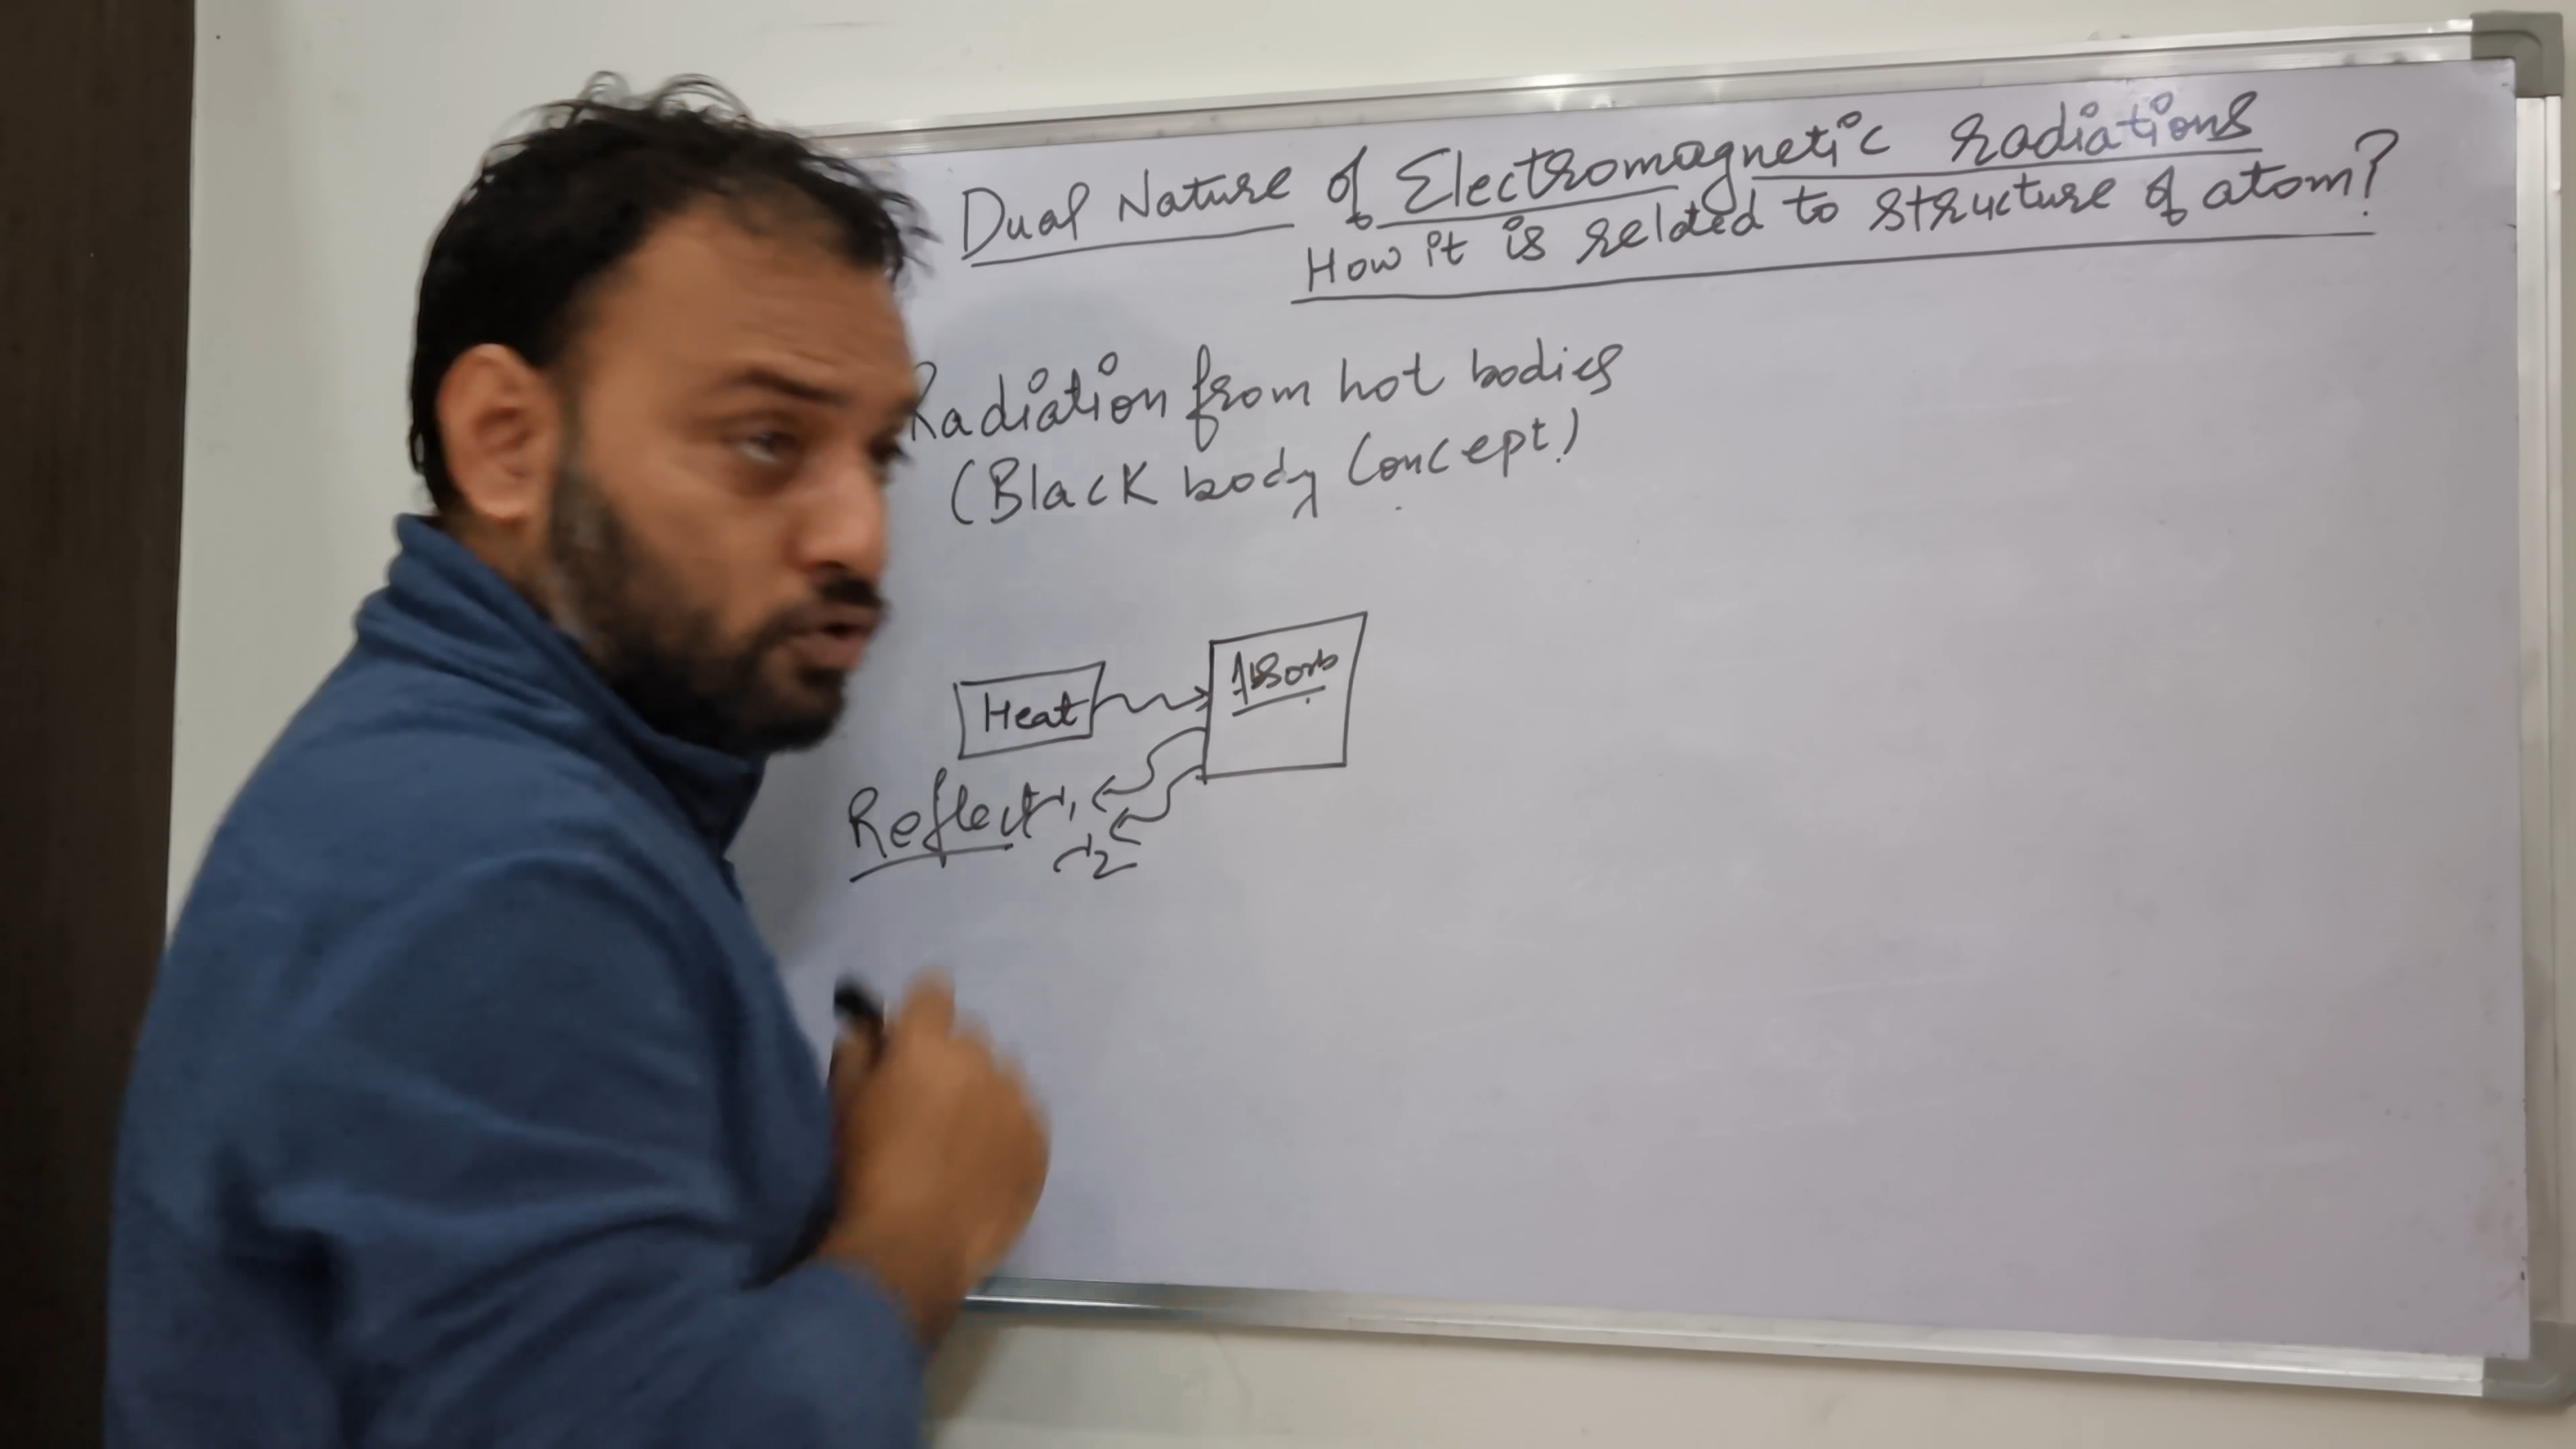 Dual Nature of Electromagnetic radiations
How it is related to structure of atom?
Radiation from hot bodies
(Black body Concept)
Heat
Absorb
Reflect